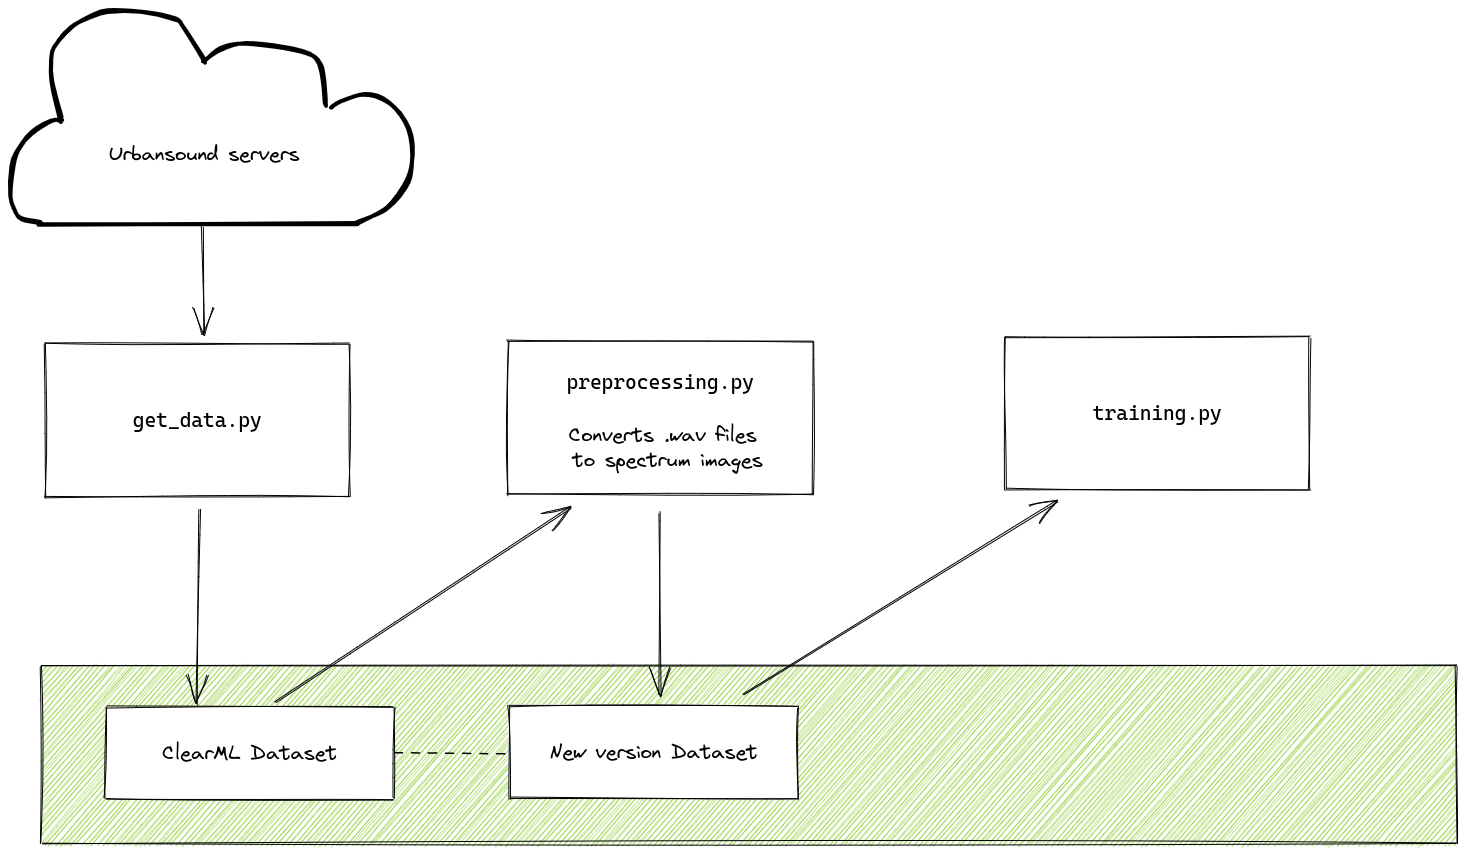 Urbansound servers
get_data.py
preprocessing.py
Converts .wav files
to spectrum images
training.py
ClearML Dataset
New version Dataset